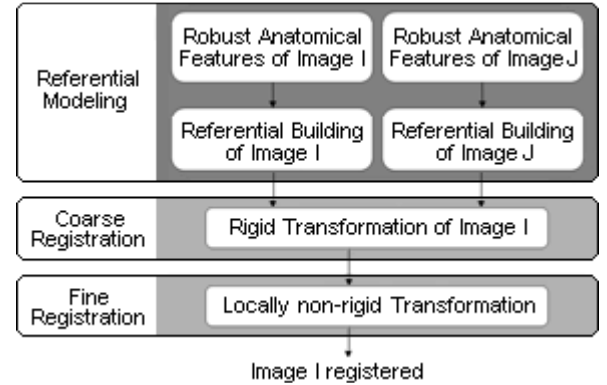 Referential
Modeling
Robust Anatomical
Features of Image I
Robust Anatomical
Features of Image J
Referential Building
of Image I
Referential Building
of Image J
Coarse
Registration
Rigid Transformation of Image I
Fine
Registration
Locally non-rigid Transformation
Image I registered